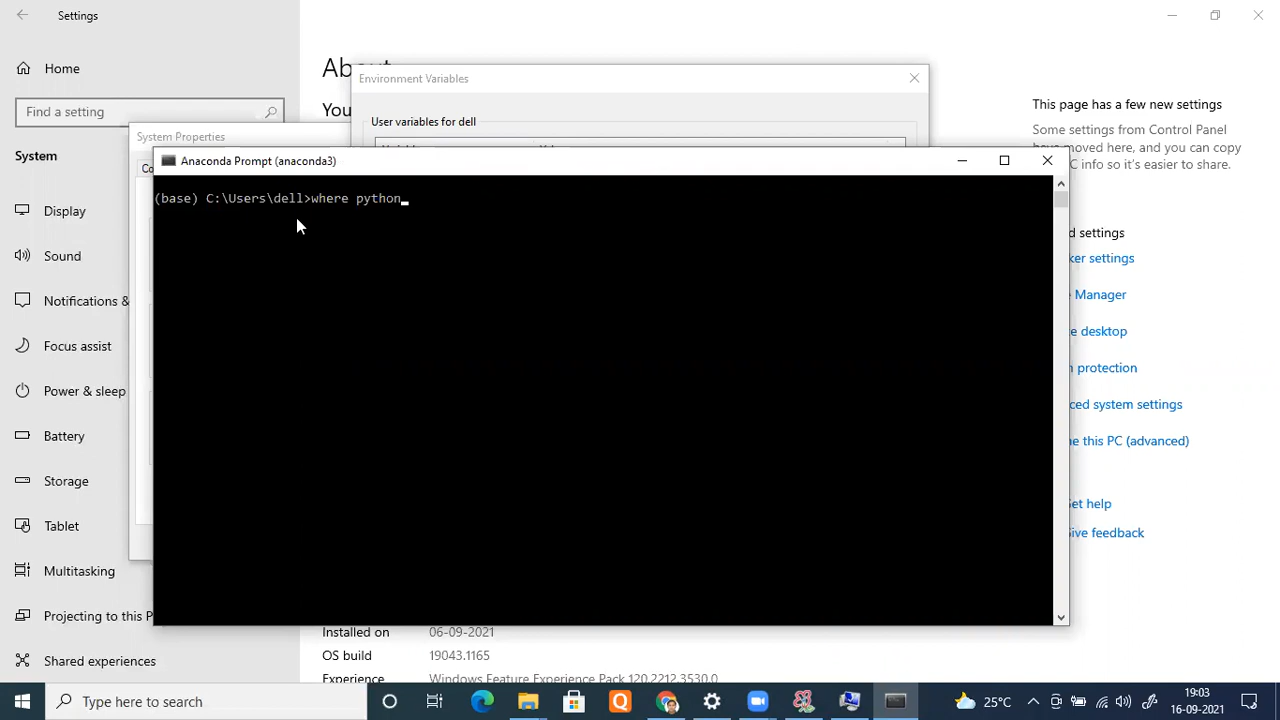 Settings
Home
Find a setting
System
Display
Sound
Notifications &
Focus assist
Power & sleep
Battery
Storage
Tablet
Multitasking
Projecting to this P
Shared experiences
About
You
System Properties
Co
Environment Variables
User variables for dell
Anaconda Prompt (anaconda3)
(base) C:\Users\dell>where python
This page has a few new settings
Some settings from Control Panel
have moved here, and you can copy
PC info so it's easier to share.
d settings
ker settings
Manager
e desktop
n protection
ced system settings
ne this PC (advanced)
Get help
Give feedback
Installed on 06-09-2021
OS build 19043.1165
Experience Windows Feature Experience Pack 120.2212.3530.0
Type here to search
25°C
19:03
16-09-2021